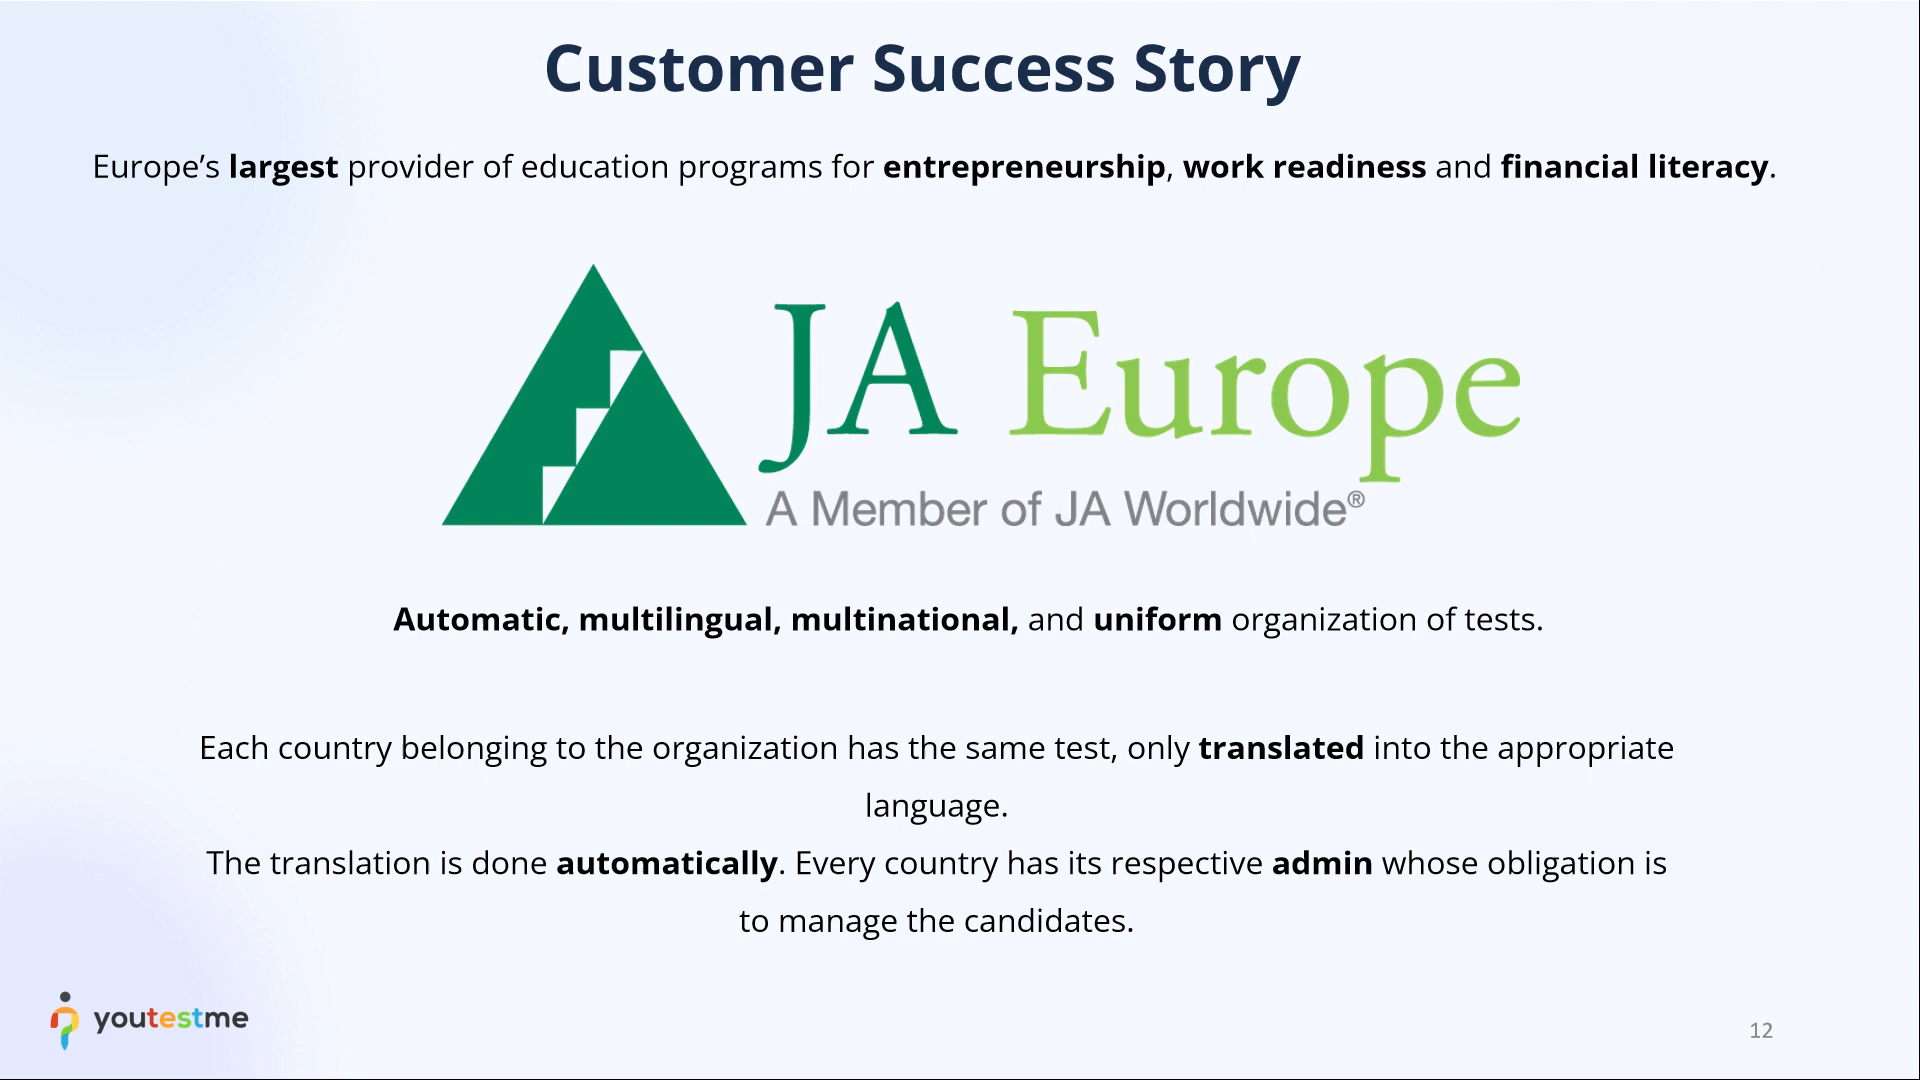 Customer Success Story
Europe’s largest provider of education programs for entrepreneurship, work readiness and financial literacy.
JA Europe
A Member of JA Worldwide®
Automatic, multilingual, multinational, and uniform organization of tests.
Each country belonging to the organization has the same test, only translated into the appropriate
language.
The translation is done automatically. Every country has its respective admin whose obligation is
to manage the candidates.
youtestme
12